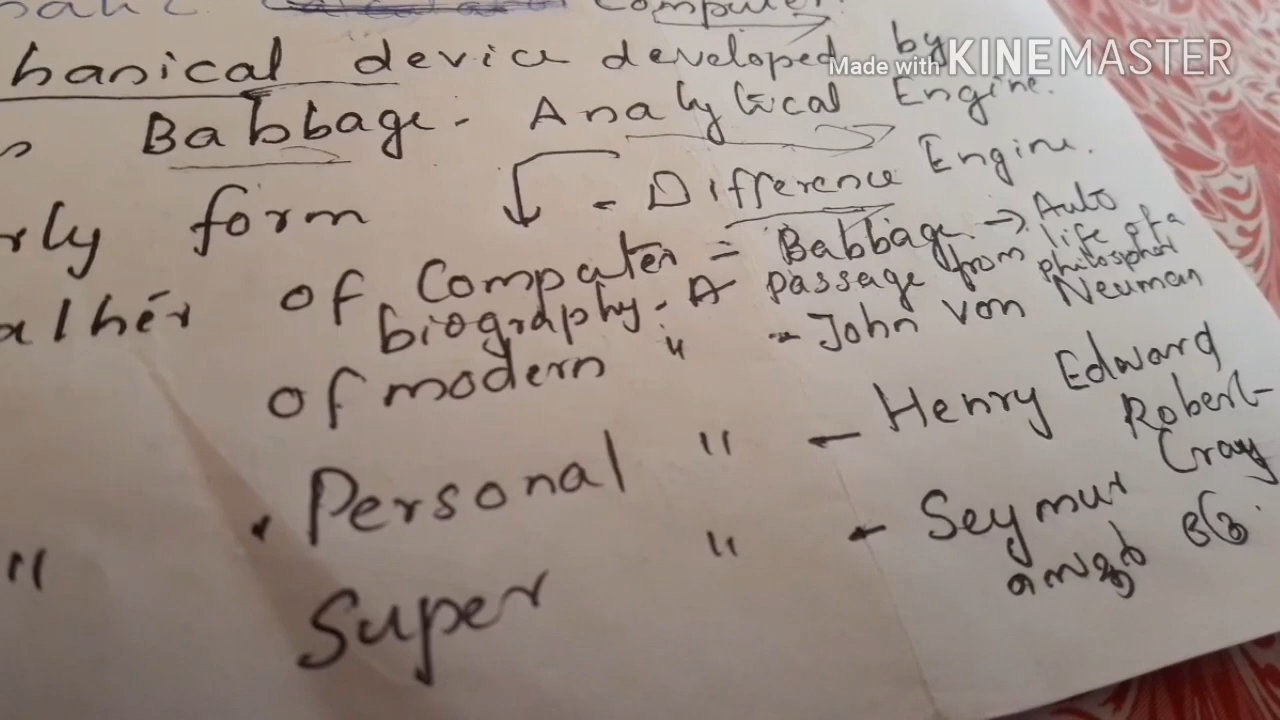 Computer.
hanical device developed by
Babbage - Analytical Engine.
rly form - Difference Engine.
alher of Computer = Babbage → Auto
biography. A passage from life of a philosopher
of modern " - John von Neuman
Personal " - Henry Edward Robert
" Super " - Seymur Cray
Made with KINEMASTER